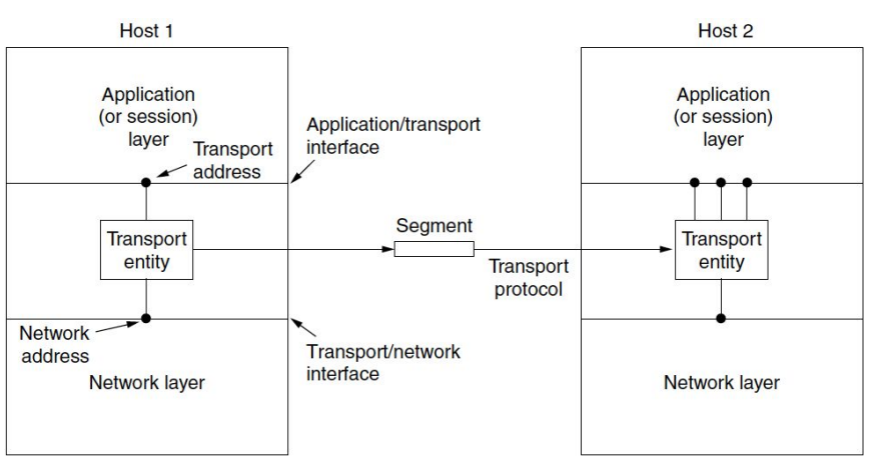 Host 1
Host 2
Application
(or session)
layer
Transport
address
Application/transport
interface
Application
(or session)
layer
Transport
entity
Segment
Transport
protocol
Transport
entity
Network
address
Network layer
Transport/network
interface
Network layer